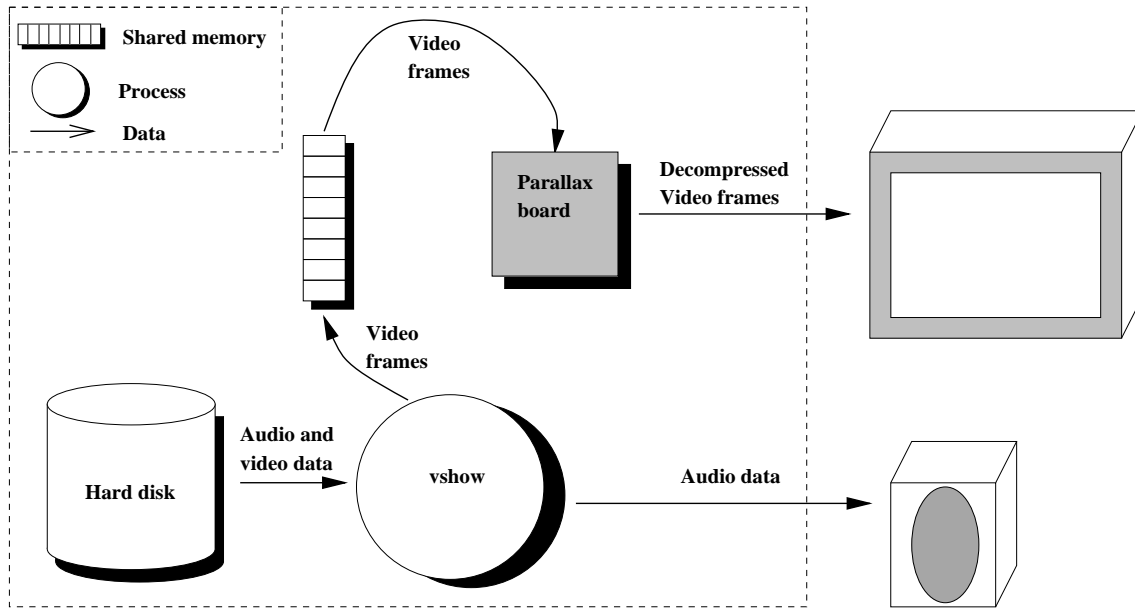 Shared memory
Process
Data
Video
frames
Parallax
board
Decompressed
Video frames
Video
frames
Hard disk
Audio and
video data
vshow
Audio data